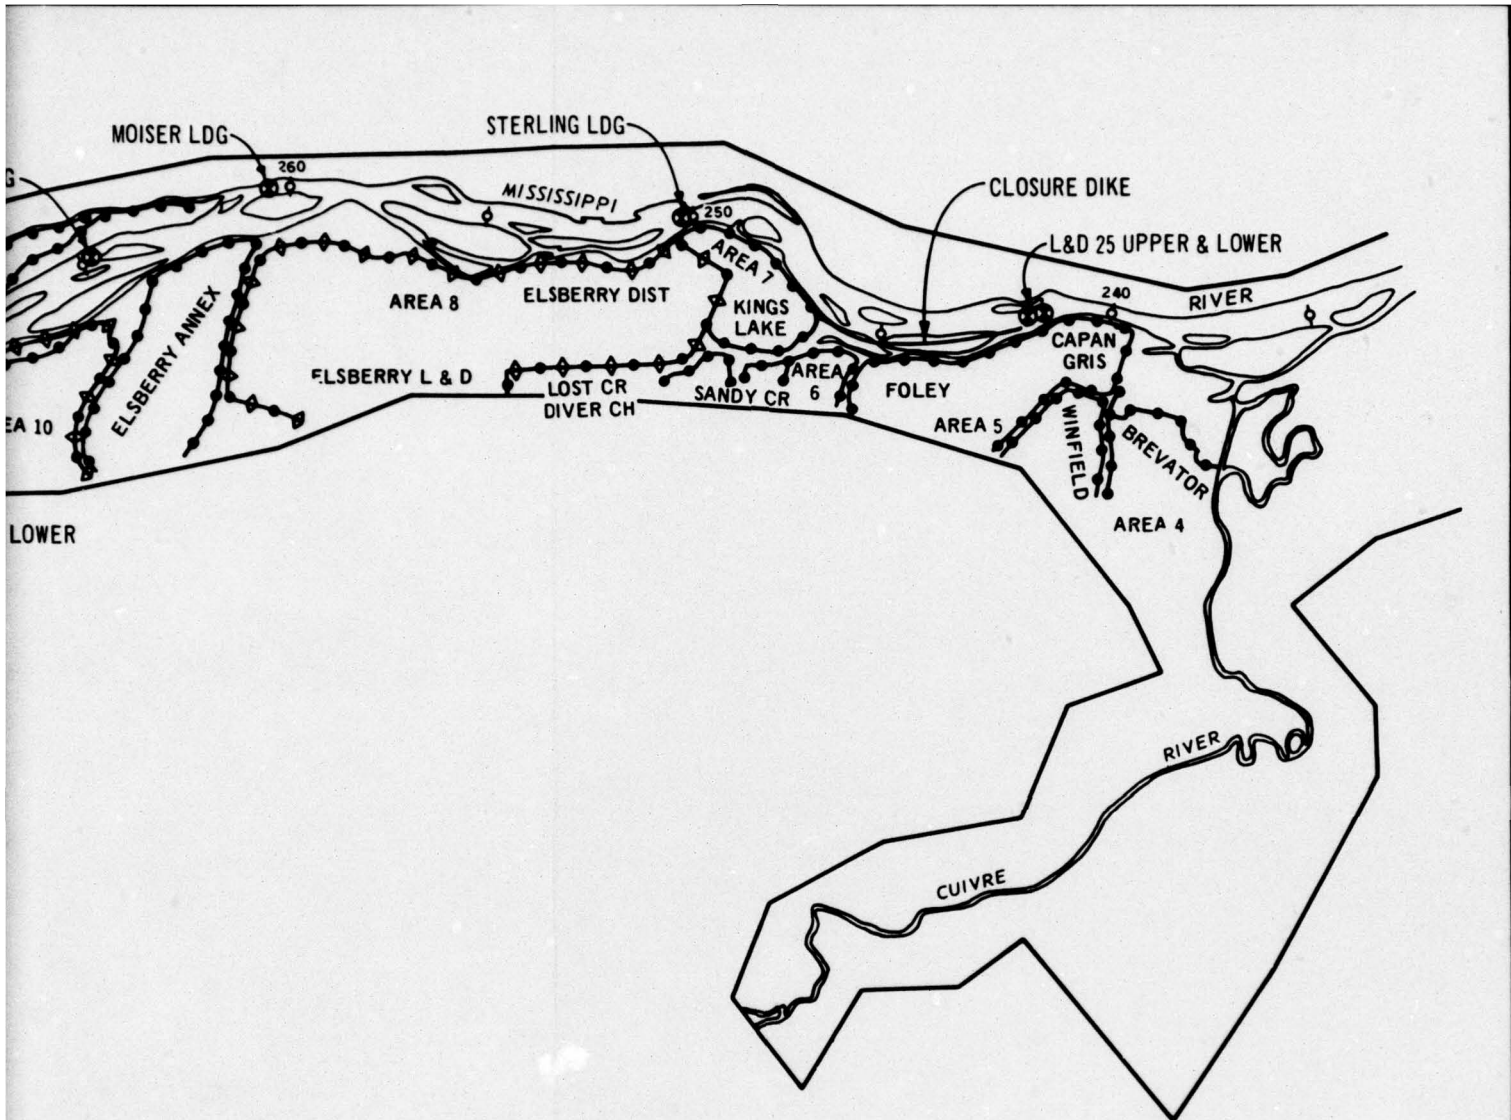 MOISER LDG
STERLING LDG
G
260
MISSISSIPPI
250
CLOSURE DIKE
L&D 25 UPPER & LOWER
240
RIVER
AREA 8
ELSBERRY DIST
AREA 7
KINGS
LAKE
CAPAN
GRIS
ELSBERRY ANNEX
ELSBERRY L & D
LOST CR
DIVER CH
SANDY CR
AREA
6
FOLEY
AREA 5
WINFIELD
BREVATOR
AREA 4
EA 10
LOWER
RIVER
CUIVRE